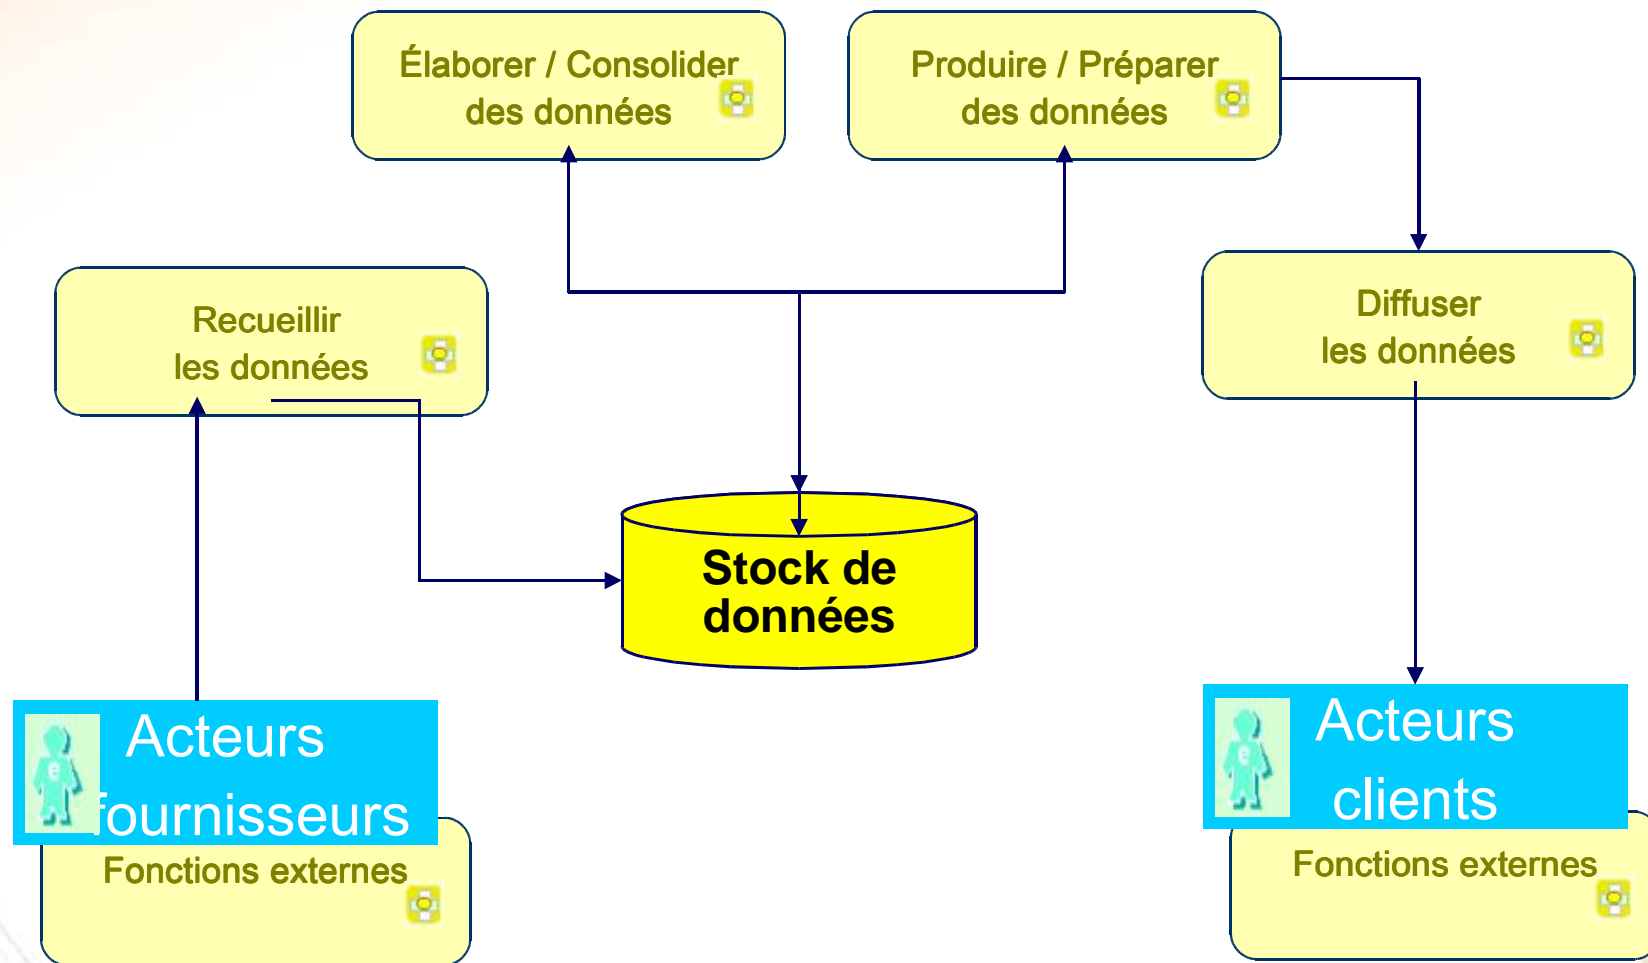 Élaborer / Consolider
des données
Produire / Préparer
des données
Recueillir
les données
Diffuser
les données
Stock de
données
Acteurs
fournisseurs
Fonctions externes
Acteurs
clients
Fonctions externes